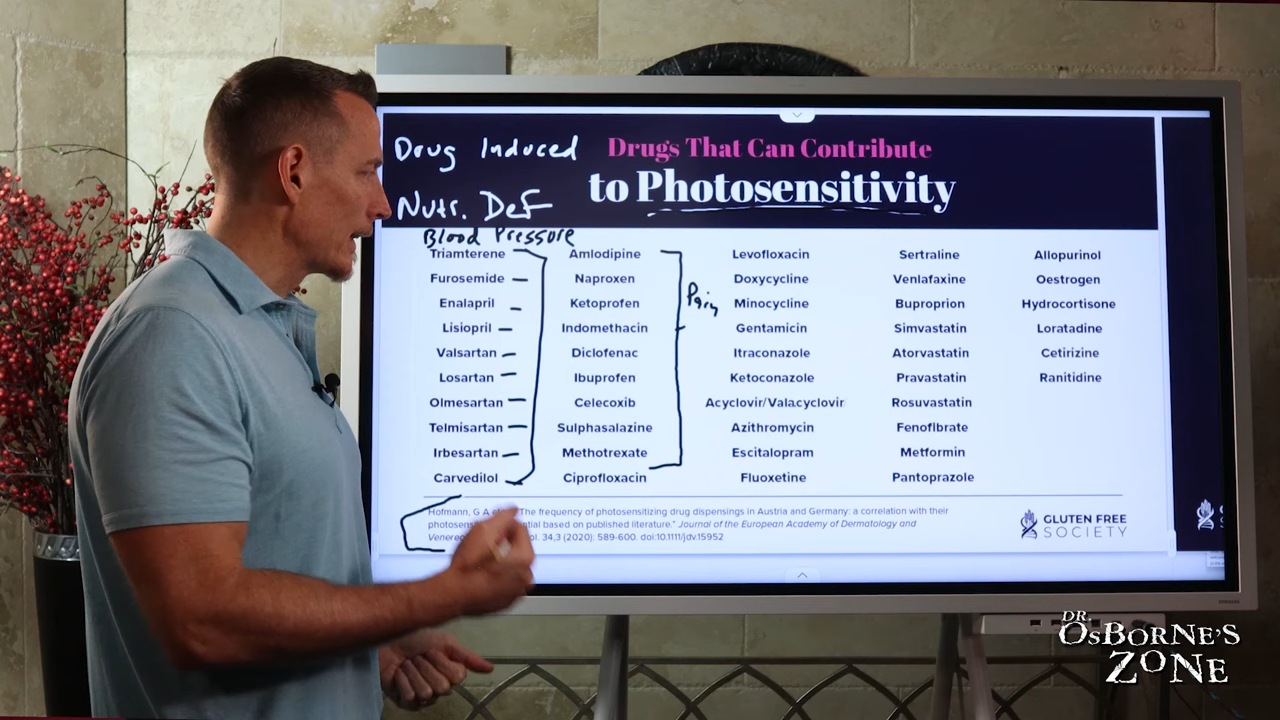 Drug Induced
Nutr. Def
Drugs That Can Contribute
to Photosensitivity
Blood Pressure
Triamterene
Furosemide
Enalapril
Lisiopril
Valsartan
Losartan
Olmesartan
Telmisartan
Irbesartan
Carvedilol
Amlodipine
Naproxen
Ketoprofen
Indomethacin
Diclofenac
Ibuprofen
Celecoxib
Sulphasalazine
Methotrexate
Ciprofloxacin
Pain
Levofloxacin
Doxycycline
Minocycline
Gentamicin
Itraconazole
Ketoconazole
Acyclovir/Valacyclovir
Azithromycin
Escitalopram
Fluoxetine
Sertraline
Venlafaxine
Buproprion
Simvastatin
Atorvastatin
Pravastatin
Rosuvastatin
Fenofibrate
Metformin
Pantoprazole
Allopurinol
Oestrogen
Hydrocortisone
Loratadine
Cetirizine
Ranitidine
Hofmann, G A "The frequency of photosensitizing drug dispensings in Austria and Germany: a correlation with their
based on published literature." Journal of the European Academy of Dermatology and
34,3 (2020): 589-600. doi:10.1111/jdv.15952
GLUTEN FREE
SOCIETY
DR.
OSBORNE'S
ZONE